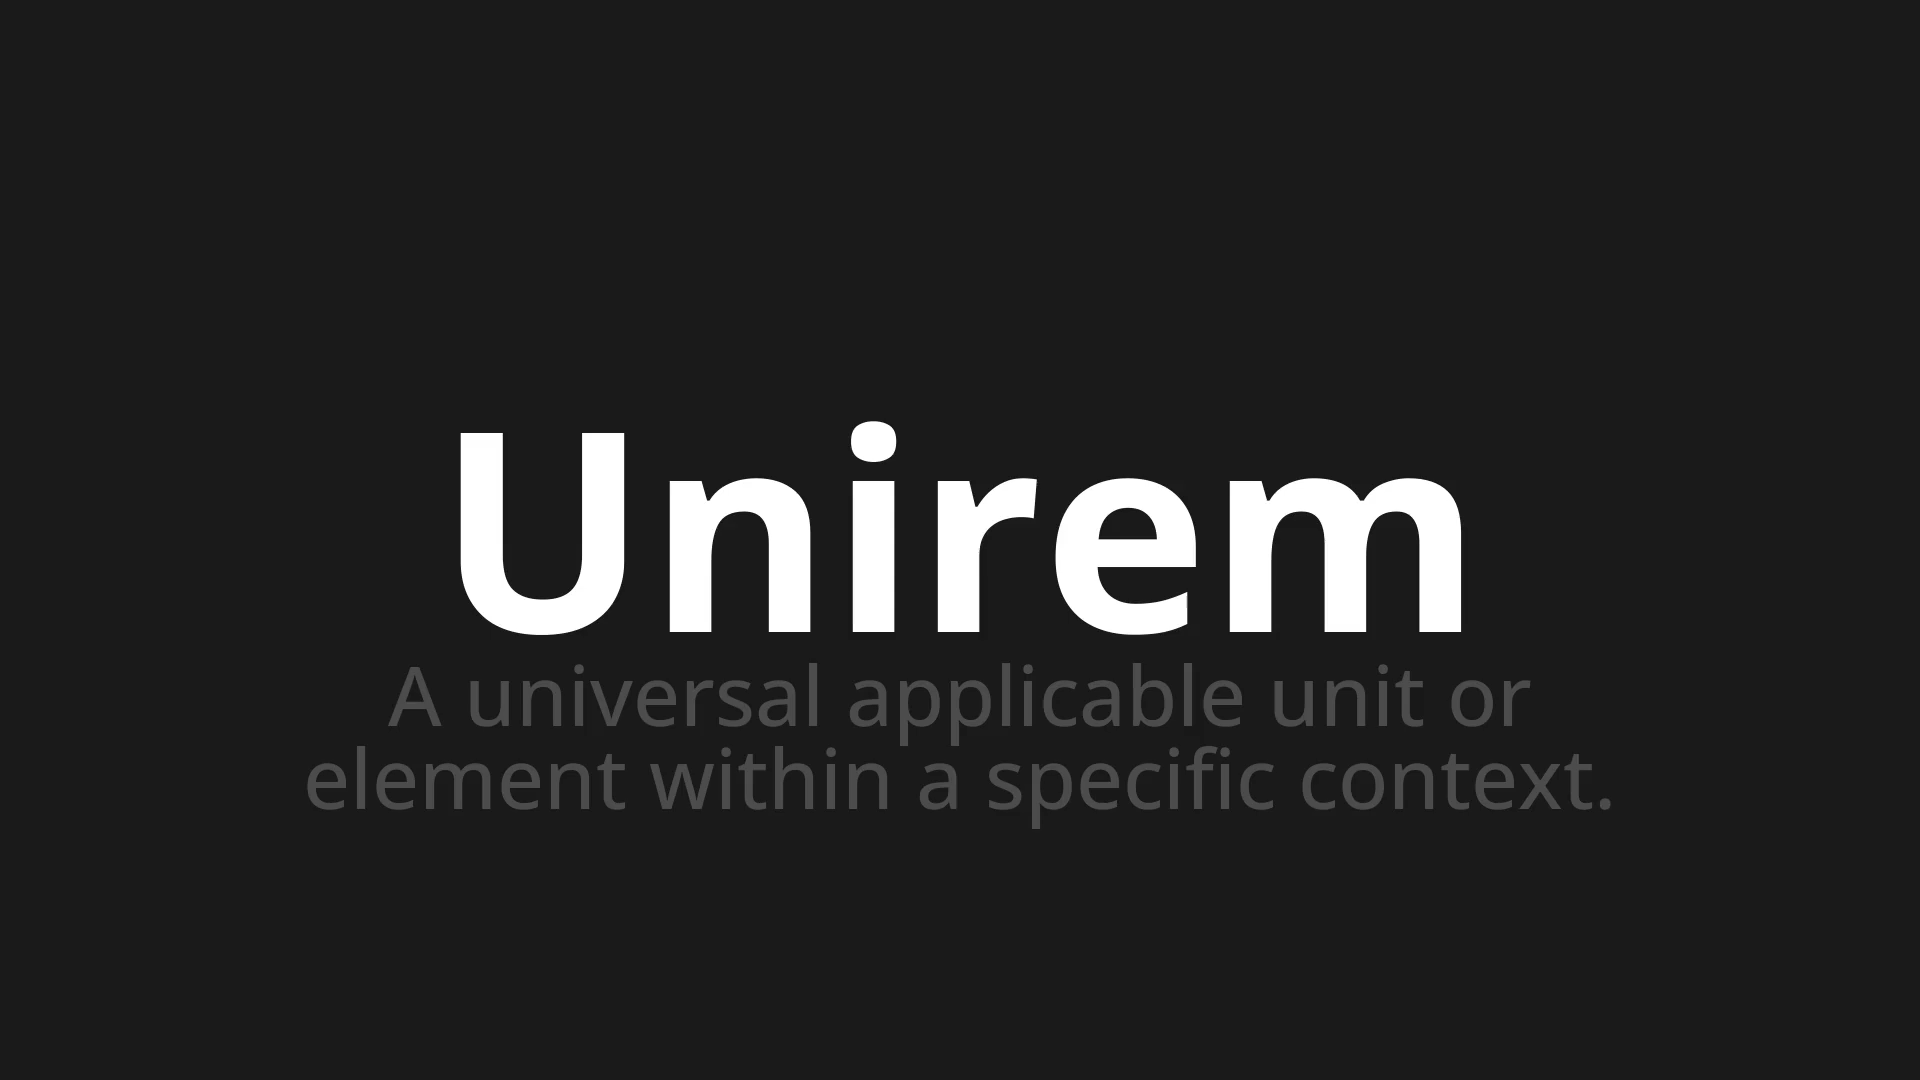 Unirem
A universal applicable unit or
element within a specific context.